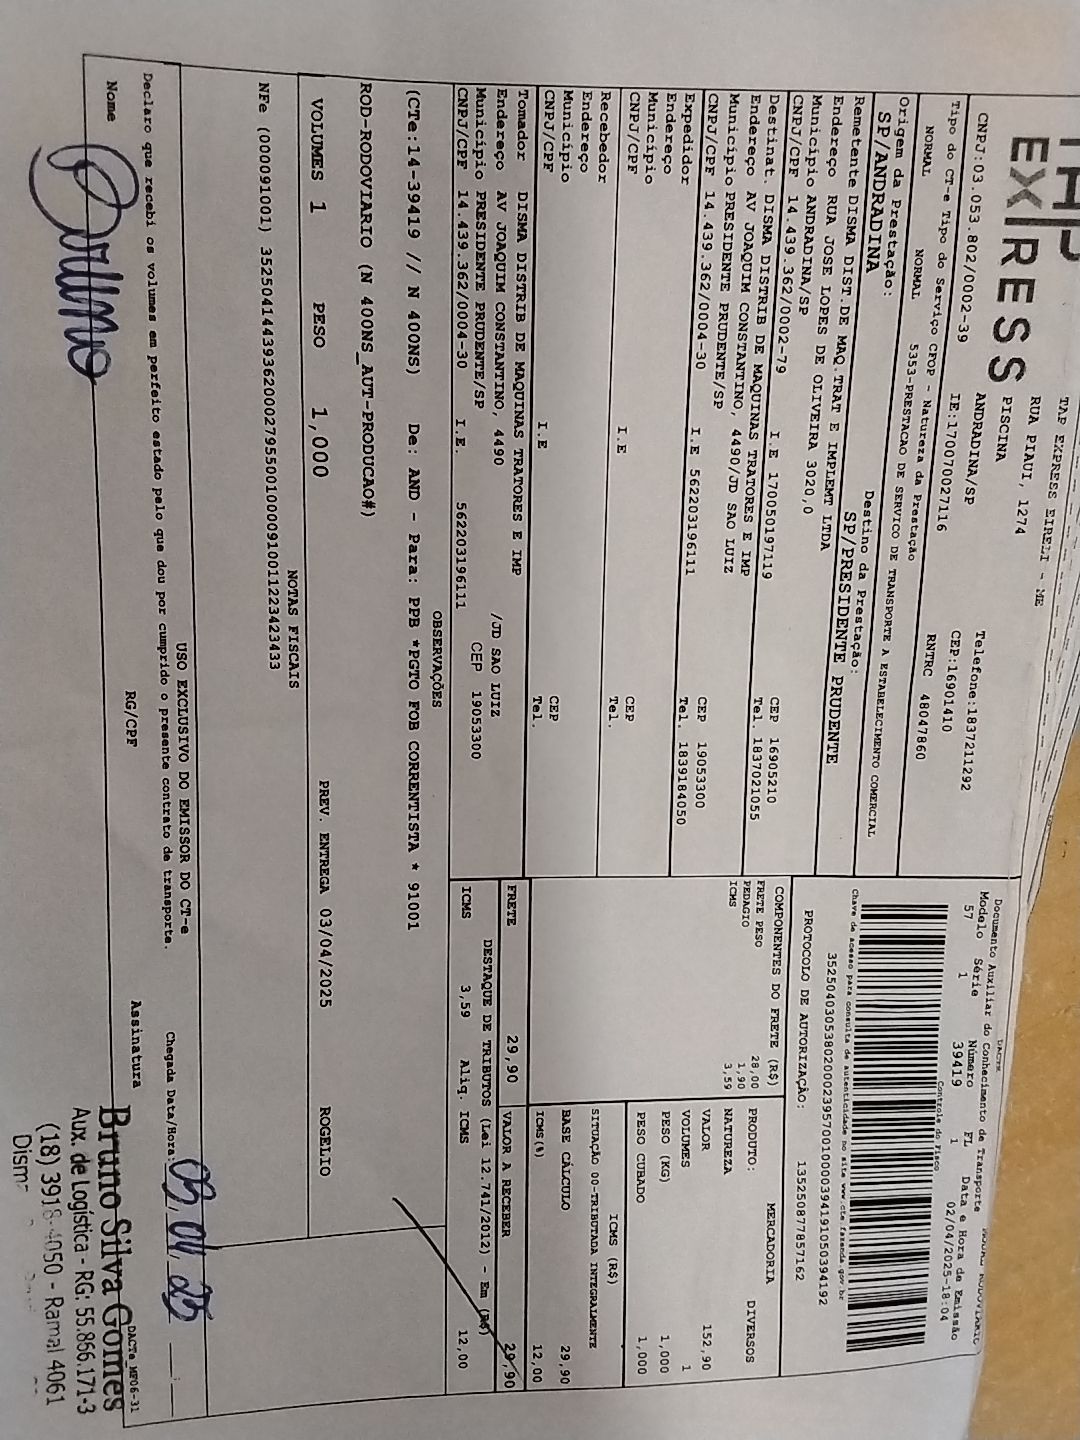 EX|RESS
TAP EXPRESS EIRELI - ME
RUA PIAUI, 1274
PISCINA
ANDRADINA/SP
Telefone:1837211292
CNPJ:03.053.802/0002-39
IE:170070027116
CEP:16901410
Tipo do CT-e Tipo do Serviço CFOP - Natureza da Prestação
RNTRC 48047860
NORMAL NORMAL 5353-PRESTACAO DE SERVICO DE TRANSPORTE A ESTABELECIMENTO COMERCIAL
Origem da Prestação:
Destino da Prestação:
SP/ANDRADINA
SP/PRESIDENTE PRUDENTE
DACTE
Documento Auxiliar do Conhecimento de Transporte
Modelo Série Número Fl Data e Hora de Emissão
57 1 39419 1 02/04/2025-18:04
Controle do Fisco
Chave de acesso para consulta de autenticidade no site www.cte.fazenda.gov.br
35250403053802000239570010000394191050394192
PROTOCOLO DE AUTORIZAÇÃO: 135250877857162
Remetente DISMA DIST.DE MAQ.TRAT E IMPLEMT LTDA
Endereço RUA JOSE LOPES DE OLIVEIRA 3020,0
Município ANDRADINA/SP CEP 16905210
CNPJ/CPF 14.439.362/0002-79 I.E 170050197119 Tel. 1837021055
Destinat. DISMA DISTRIB DE MAQUINAS TRATORES E IMP
Endereço AV JOAQUIM CONSTANTINO, 4490/JD SAO LUIZ
Município PRESIDENTE PRUDENTE/SP CEP 19053300
CNPJ/CPF 14.439.362/0004-30 I.E 562203196111 Tel. 1839184050
Expedidor
Endereço
Município CEP
CNPJ/CPF I.E Tel.
Recebedor
Endereço
Município CEP
CNPJ/CPF I.E Tel.
Tomador DISMA DISTRIB DE MAQUINAS TRATORES E IMP
Endereço AV JOAQUIM CONSTANTINO, 4490 /JD SAO LUIZ
Município PRESIDENTE PRUDENTE/SP CEP 19053300
CNPJ/CPF 14.439.362/0004-30 I.E. 562203196111
COMPONENTES DO FRETE (R$)
FRETE PESO 28,00
PEDAGIO 1,90
ICMS 3,59
MERCADORIA
PRODUTO: DIVERSOS
NATUREZA
VALOR 152,90
VOLUMES 1
PESO (KG) 1,000
PESO CUBADO 1,000
ICMS (R$)
SITUAÇÃO 00-TRIBUTADA INTEGRALMENTE
BASE CÁLCULO 29,90
ICMS(%) 12,00
FRETE 29,90
VALOR A RECEBER 29,90
DESTAQUE DE TRIBUTOS (Lei 12.741/2012) - Em (R$)
ICMS 3,59 Aliq. ICMS 12,00
OBSERVAÇÕES
(CTe:14-39419 // N 400NS) De: AND - Para: PPB *PGTO FOB CORRENTISTA * 91001
ROD-RODOVIARIO (N 400NS_AUT-PRODUCAO#)
VOLUMES 1 PESO 1,000 PREV. ENTREGA 03/04/2025 ROGELIO
NOTAS FISCAIS
NFe (000091001) 35250414439362000279550010000910011223423433
USO EXCLUSIVO DO EMISSOR DO CT-e
Declaro que recebi os volumes em perfeito estado pelo que dou por cumprido o presente contrato de transporte.
Chegada Data/Hora:
Nome RG/CPF Assinatura
DACTe_MF06-31
Bruno Silva Gomes
Aux. de Logística - RG: 55.866.171-3
(18) 3918-4050 - Ramal 4061